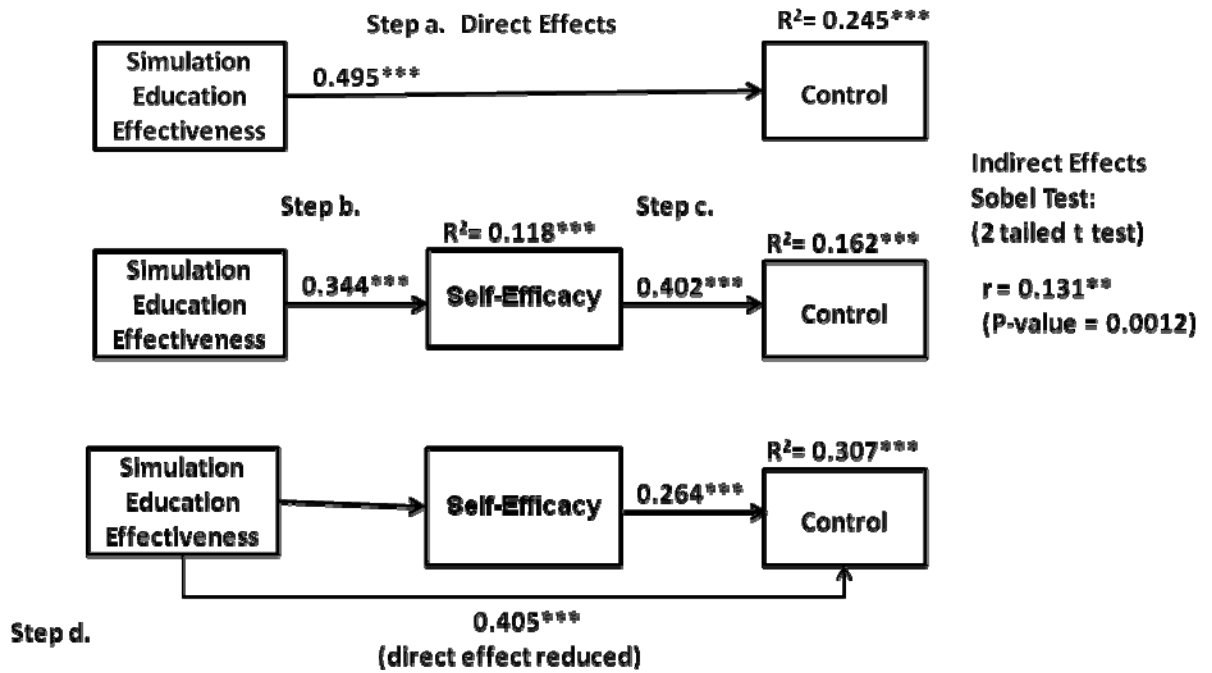 Step a. Direct Effects
R²= 0.245***
Simulation
Education
Effectiveness
0.495***
Control
Indirect Effects
Sobel Test:
(2 tailed t test)
r = 0.131**
(P-value = 0.0012)
Step b.
Step c.
R²= 0.118***
R²= 0.162***
Simulation
Education
Effectiveness
0.344***
Self-Efficacy
0.402***
Control
R²= 0.307***
Simulation
Education
Effectiveness
Self-Efficacy
0.264***
Control
Step d.
0.405***
(direct effect reduced)